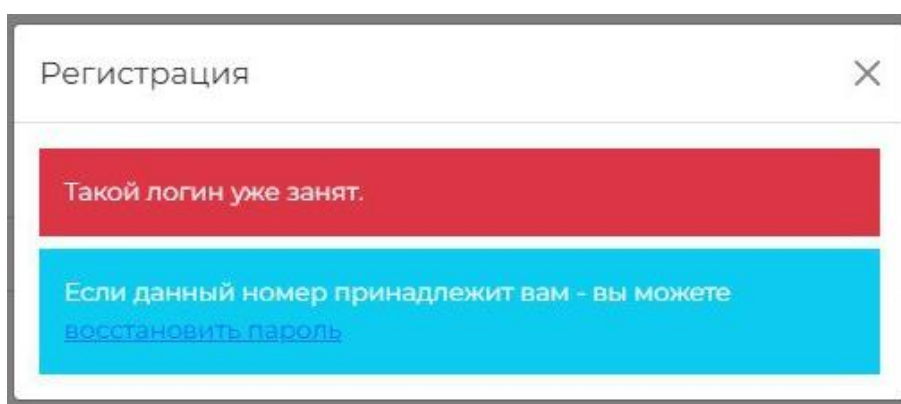 Регистрация
Такой логин уже занят.
Если данный номер принадлежит вам - вы можете
восстановить пароль